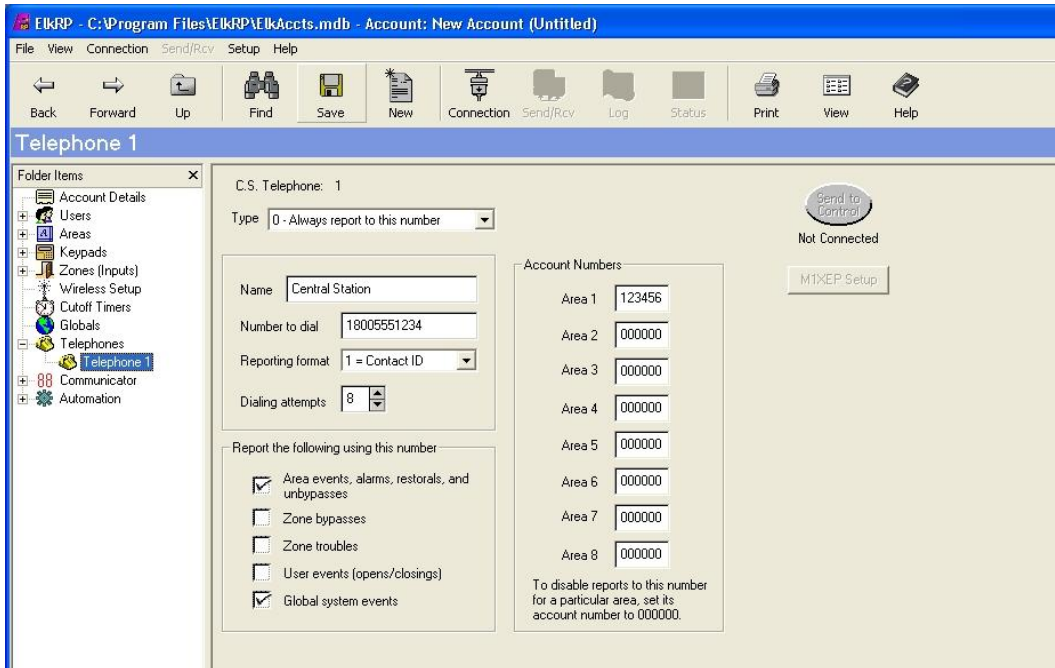 ElkRP - C:\Program Files\ElkRP\ElkAccts.mdb - Account: New Account (Untitled)
File View Connection Send/Rcv Setup Help
Back Forward Up Find Save New Connection Send/Rcv Log Status Print View Help
Telephone 1
Folder Items
Account Details
Users
Areas
Keypads
Zones (Inputs)
Wireless Setup
Cutoff Timers
Globals
Telephones
Telephone 1
88 Communicator
Automation
C.S. Telephone: 1
Type 0 - Always report to this number
Name Central Station
Number to dial 18005551234
Reporting format 1 = Contact ID
Dialing attempts 8
Report the following using this number
Area events, alarms, restorals, and
unbypasses
Zone bypasses
Zone troubles
User events (opens/closings)
Global system events
Account Numbers
Area 1 123456
Area 2 000000
Area 3 000000
Area 4 000000
Area 5 000000
Area 6 000000
Area 7 000000
Area 8 000000
To disable reports to this number
for a particular area, set its
account number to 000000.
Send to
Control
Not Connected
M1XEP Setup